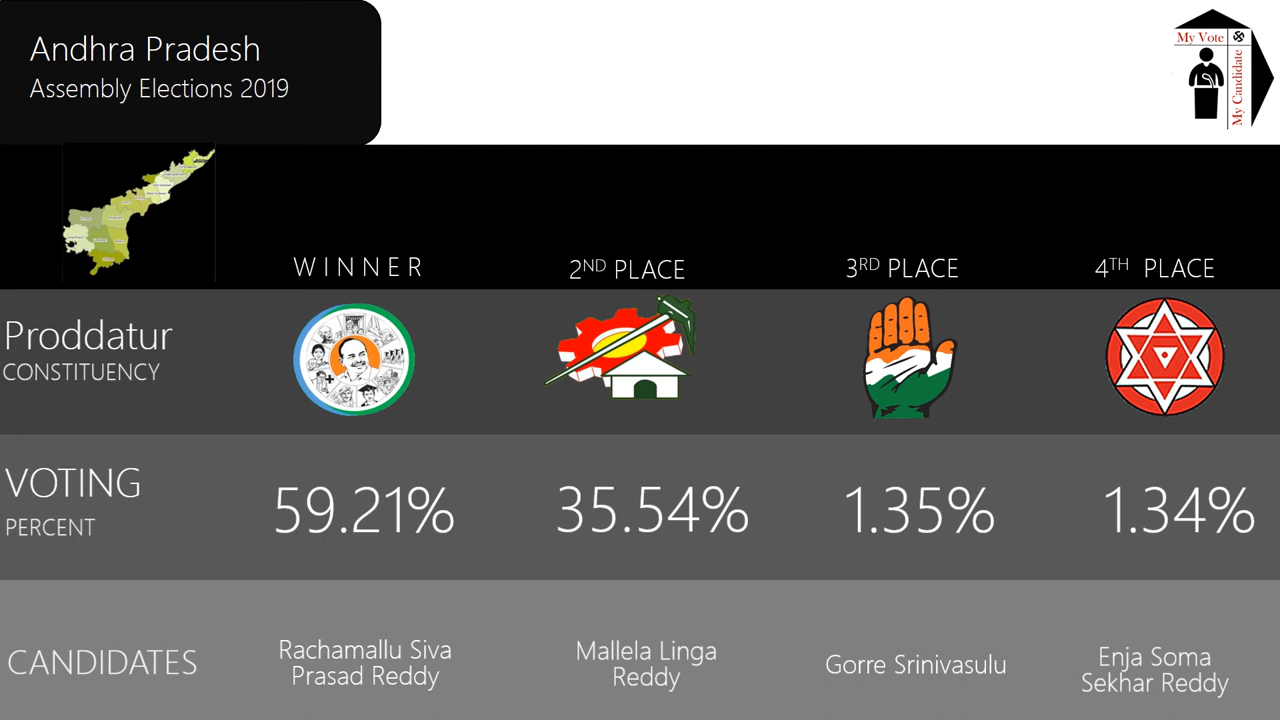 Andhra Pradesh
Assembly Elections 2019
My Vote
My Candidate
WINNER
2ND PLACE
3RD PLACE
4TH PLACE
Proddatur
CONSTITUENCY
VOTING
PERCENT
59.21%
35.54%
1.35%
1.34%
CANDIDATES
Rachamallu Siva
Prasad Reddy
Mallela Linga
Reddy
Gorre Srinivasulu
Enja Soma
Sekhar Reddy